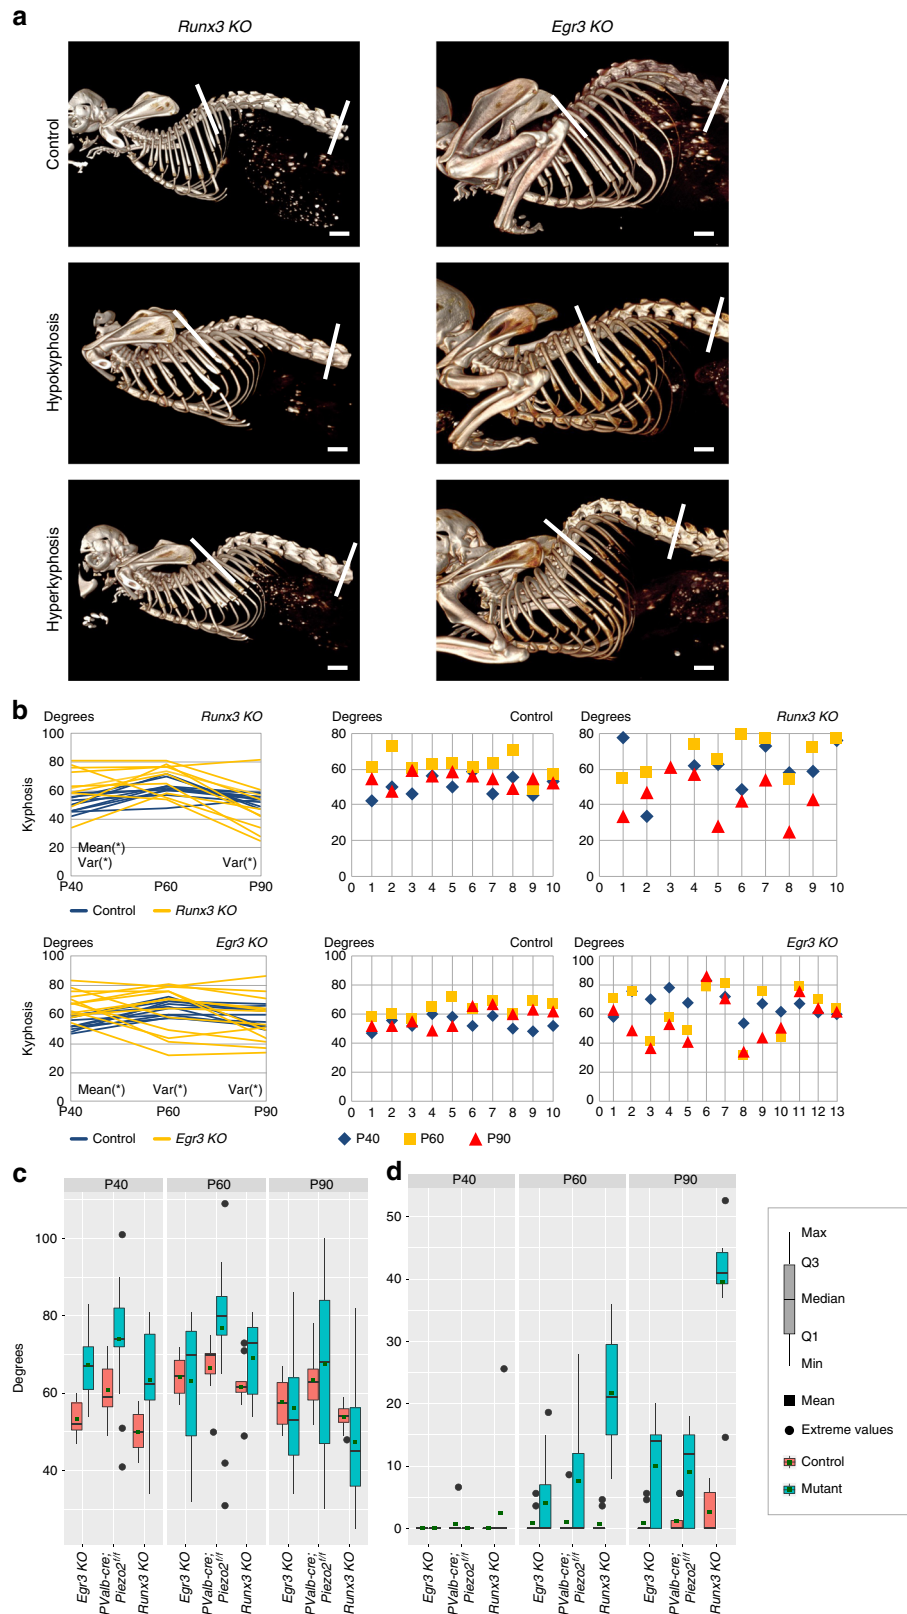 a
Runx3 KO
Egr3 KO
Control
Hypokyphosis
Hyperkyphosis
b
Degrees
Runx3 KO
100
80
60
40
20
0
Kyphosis
Mean(*)
Var(*)
Var(*)
P40
P60
P90
Control
Runx3 KO
Degrees
Control
80
60
40
20
0
0
1 2 3 4 5 6 7 8 9 10
Degrees
Runx3 KO
80
60
40
20
0
0 1 2 3 4 5 6 7 8 9 10
Degrees
Egr3 KO
100
80
60
40
20
0
Kyphosis
Mean(*)
Var(*)
Var(*)
P40
P60
P90
Control
Egr3 KO
Degrees
Control
100
80
60
40
20
0
0 1 2 3 4 5 6 7 8 9 10
P40
P60
P90
Degrees
Egr3 KO
100
80
60
40
20
0
0 1 2 3 4 5 6 7 8 9 10 11 12 13
c
P40
P60
P90
100
80
60
40
Degrees
Egr3 KO
PValb-cre;
Piezo2f/f
Runx3 KO
Egr3 KO
PValb-cre;
Piezo2f/f
Runx3 KO
Egr3 KO
PValb-cre;
Piezo2f/f
Runx3 KO
d
P40
P60
P90
50
40
30
20
10
0
Egr3 KO
PValb-cre;
Piezo2f/f
Runx3 KO
Egr3 KO
PValb-cre;
Piezo2f/f
Runx3 KO
Egr3 KO
PValb-cre;
Piezo2f/f
Runx3 KO
Max
Q3
Median
Q1
Min
Mean
Extreme values
Control
Mutant